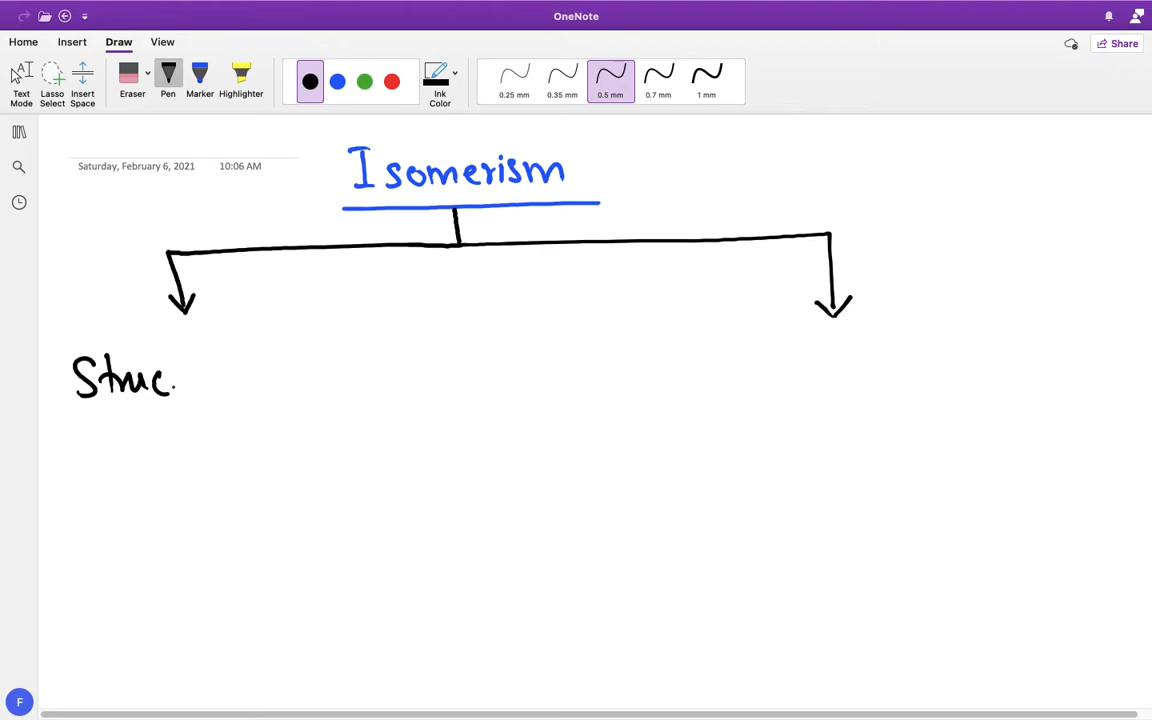 OneNote
Home Insert Draw View
Share
Text Mode
Lasso Select
Insert Space
Eraser
Pen
Marker
Highlighter
Ink Color
0.25 mm
0.35 mm
0.5 mm
0.7 mm
1 mm
Saturday, February 6, 2021 10:06 AM
Isomerism
Struc
F